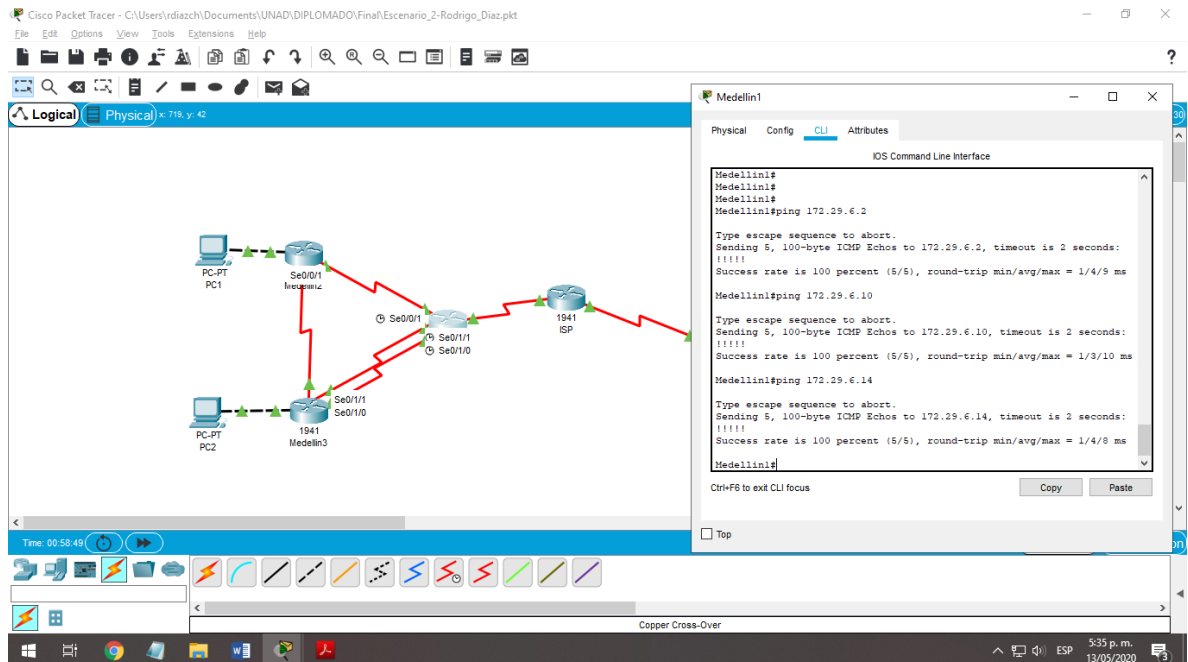 Cisco Packet Tracer - C:\Users\rdiazch\Documents\UNAD\DIPLOMADO\Final\Escenario_2-Rodrigo_Diaz.pkt
File Edit Options View Tools Extensions Help
?
Logical Physical x: 719, y: 42
30
PC-PT
PC1
Se0/0/1
Medellin2
Se0/0/1
Se0/1/1
Se0/1/0
1941
ISP
Se0/1/1
Se0/1/0
PC-PT
PC2
1941
Medellin3
Medellin1
Physical Config CLI Attributes
IOS Command Line Interface
Medellin1#
Medellin1#
Medellin1#
Medellin1#ping 172.29.6.2
Type escape sequence to abort.
Sending 5, 100-byte ICMP Echos to 172.29.6.2, timeout is 2 seconds:
!!!!!
Success rate is 100 percent (5/5), round-trip min/avg/max = 1/4/9 ms
Medellin1#ping 172.29.6.10
Type escape sequence to abort.
Sending 5, 100-byte ICMP Echos to 172.29.6.10, timeout is 2 seconds:
!!!!!
Success rate is 100 percent (5/5), round-trip min/avg/max = 1/3/10 ms
Medellin1#ping 172.29.6.14
Type escape sequence to abort.
Sending 5, 100-byte ICMP Echos to 172.29.6.14, timeout is 2 seconds:
!!!!!
Success rate is 100 percent (5/5), round-trip min/avg/max = 1/4/8 ms
Medellin1#
Ctrl+F6 to exit CLI focus
Copy Paste
Top
Time: 00:58:49
on
Copper Cross-Over
ESP
5:35 p. m.
13/05/2020
3